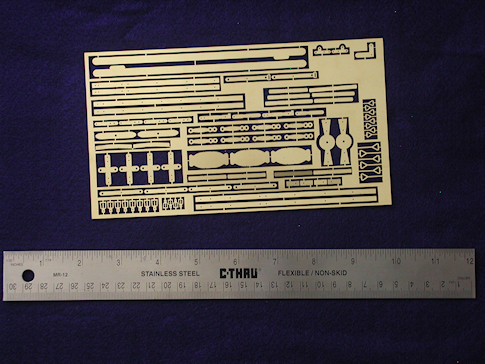 1 2 3 4 5 6 7 8 9 10 11 12
MR-12 STAINLESS STEEL C-THRU FLEXIBLE / NON-SKID
30 29 28 27 26 25 24 23 22 21 20 19 18 17 16 15 14 13 12 11 10 9 8 7 6 5 4 3 2 1